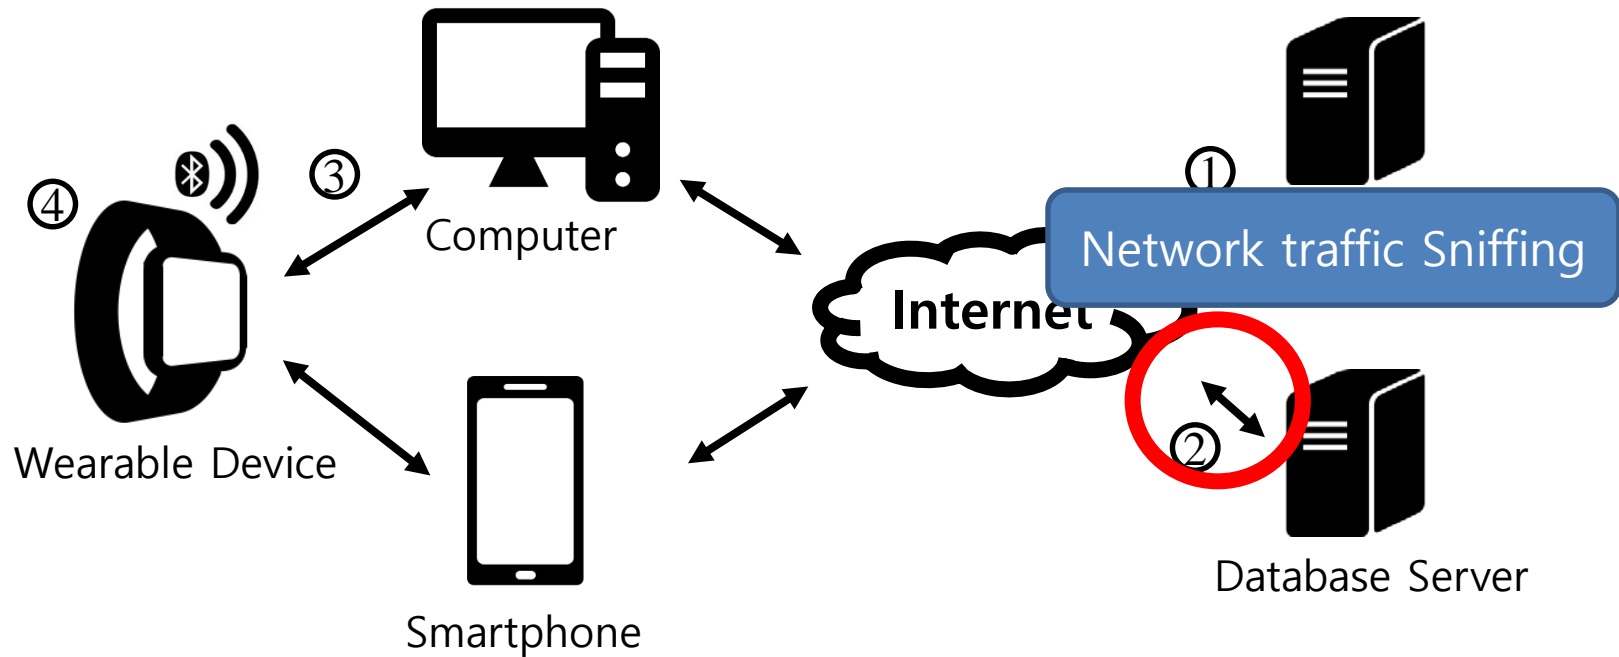 ①
③
④
Computer
Network traffic Sniffing
Internet
②
Wearable Device
Database Server
Smartphone